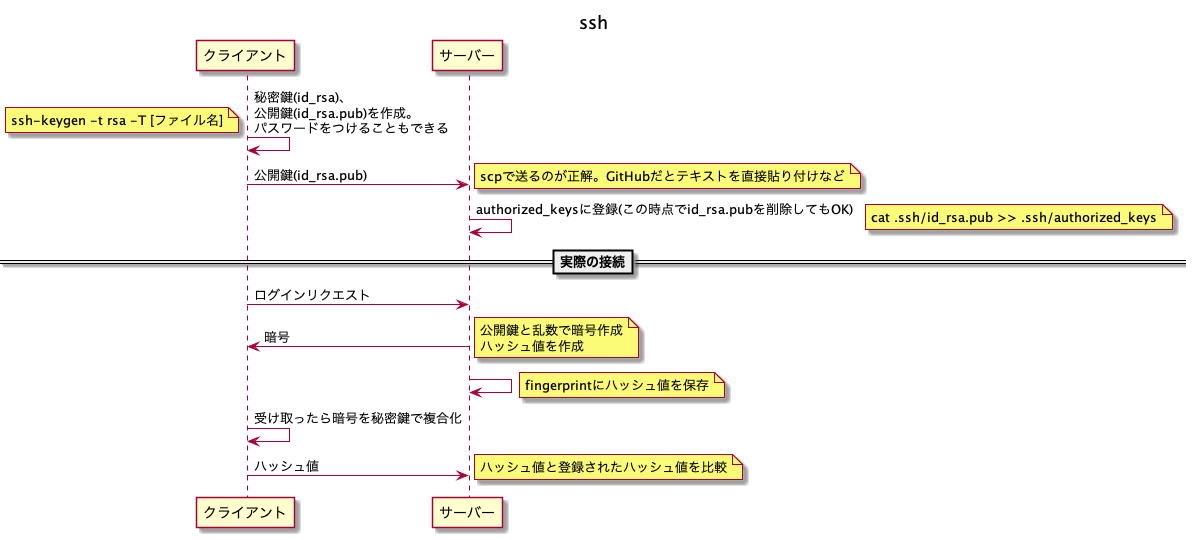 ssh
クライアント
サーバー
秘密鍵(id_rsa)、
公開鍵(id_rsa.pub)を作成。
パスワードをつけることもできる
ssh-keygen -t rsa -T [ファイル名]
公開鍵(id_rsa.pub)
scpで送るのが正解。GitHubだとテキストを直接貼り付けなど
authorized_keysに登録(この時点でid_rsa.pubを削除してもOK)
cat .ssh/id_rsa.pub >> .ssh/authorized_keys
実際の接続
ログインリクエスト
暗号
公開鍵と乱数で暗号作成
ハッシュ値を作成
fingerprintにハッシュ値を保存
受け取ったら暗号を秘密鍵で複合化
ハッシュ値
ハッシュ値と登録されたハッシュ値を比較
クライアント
サーバー